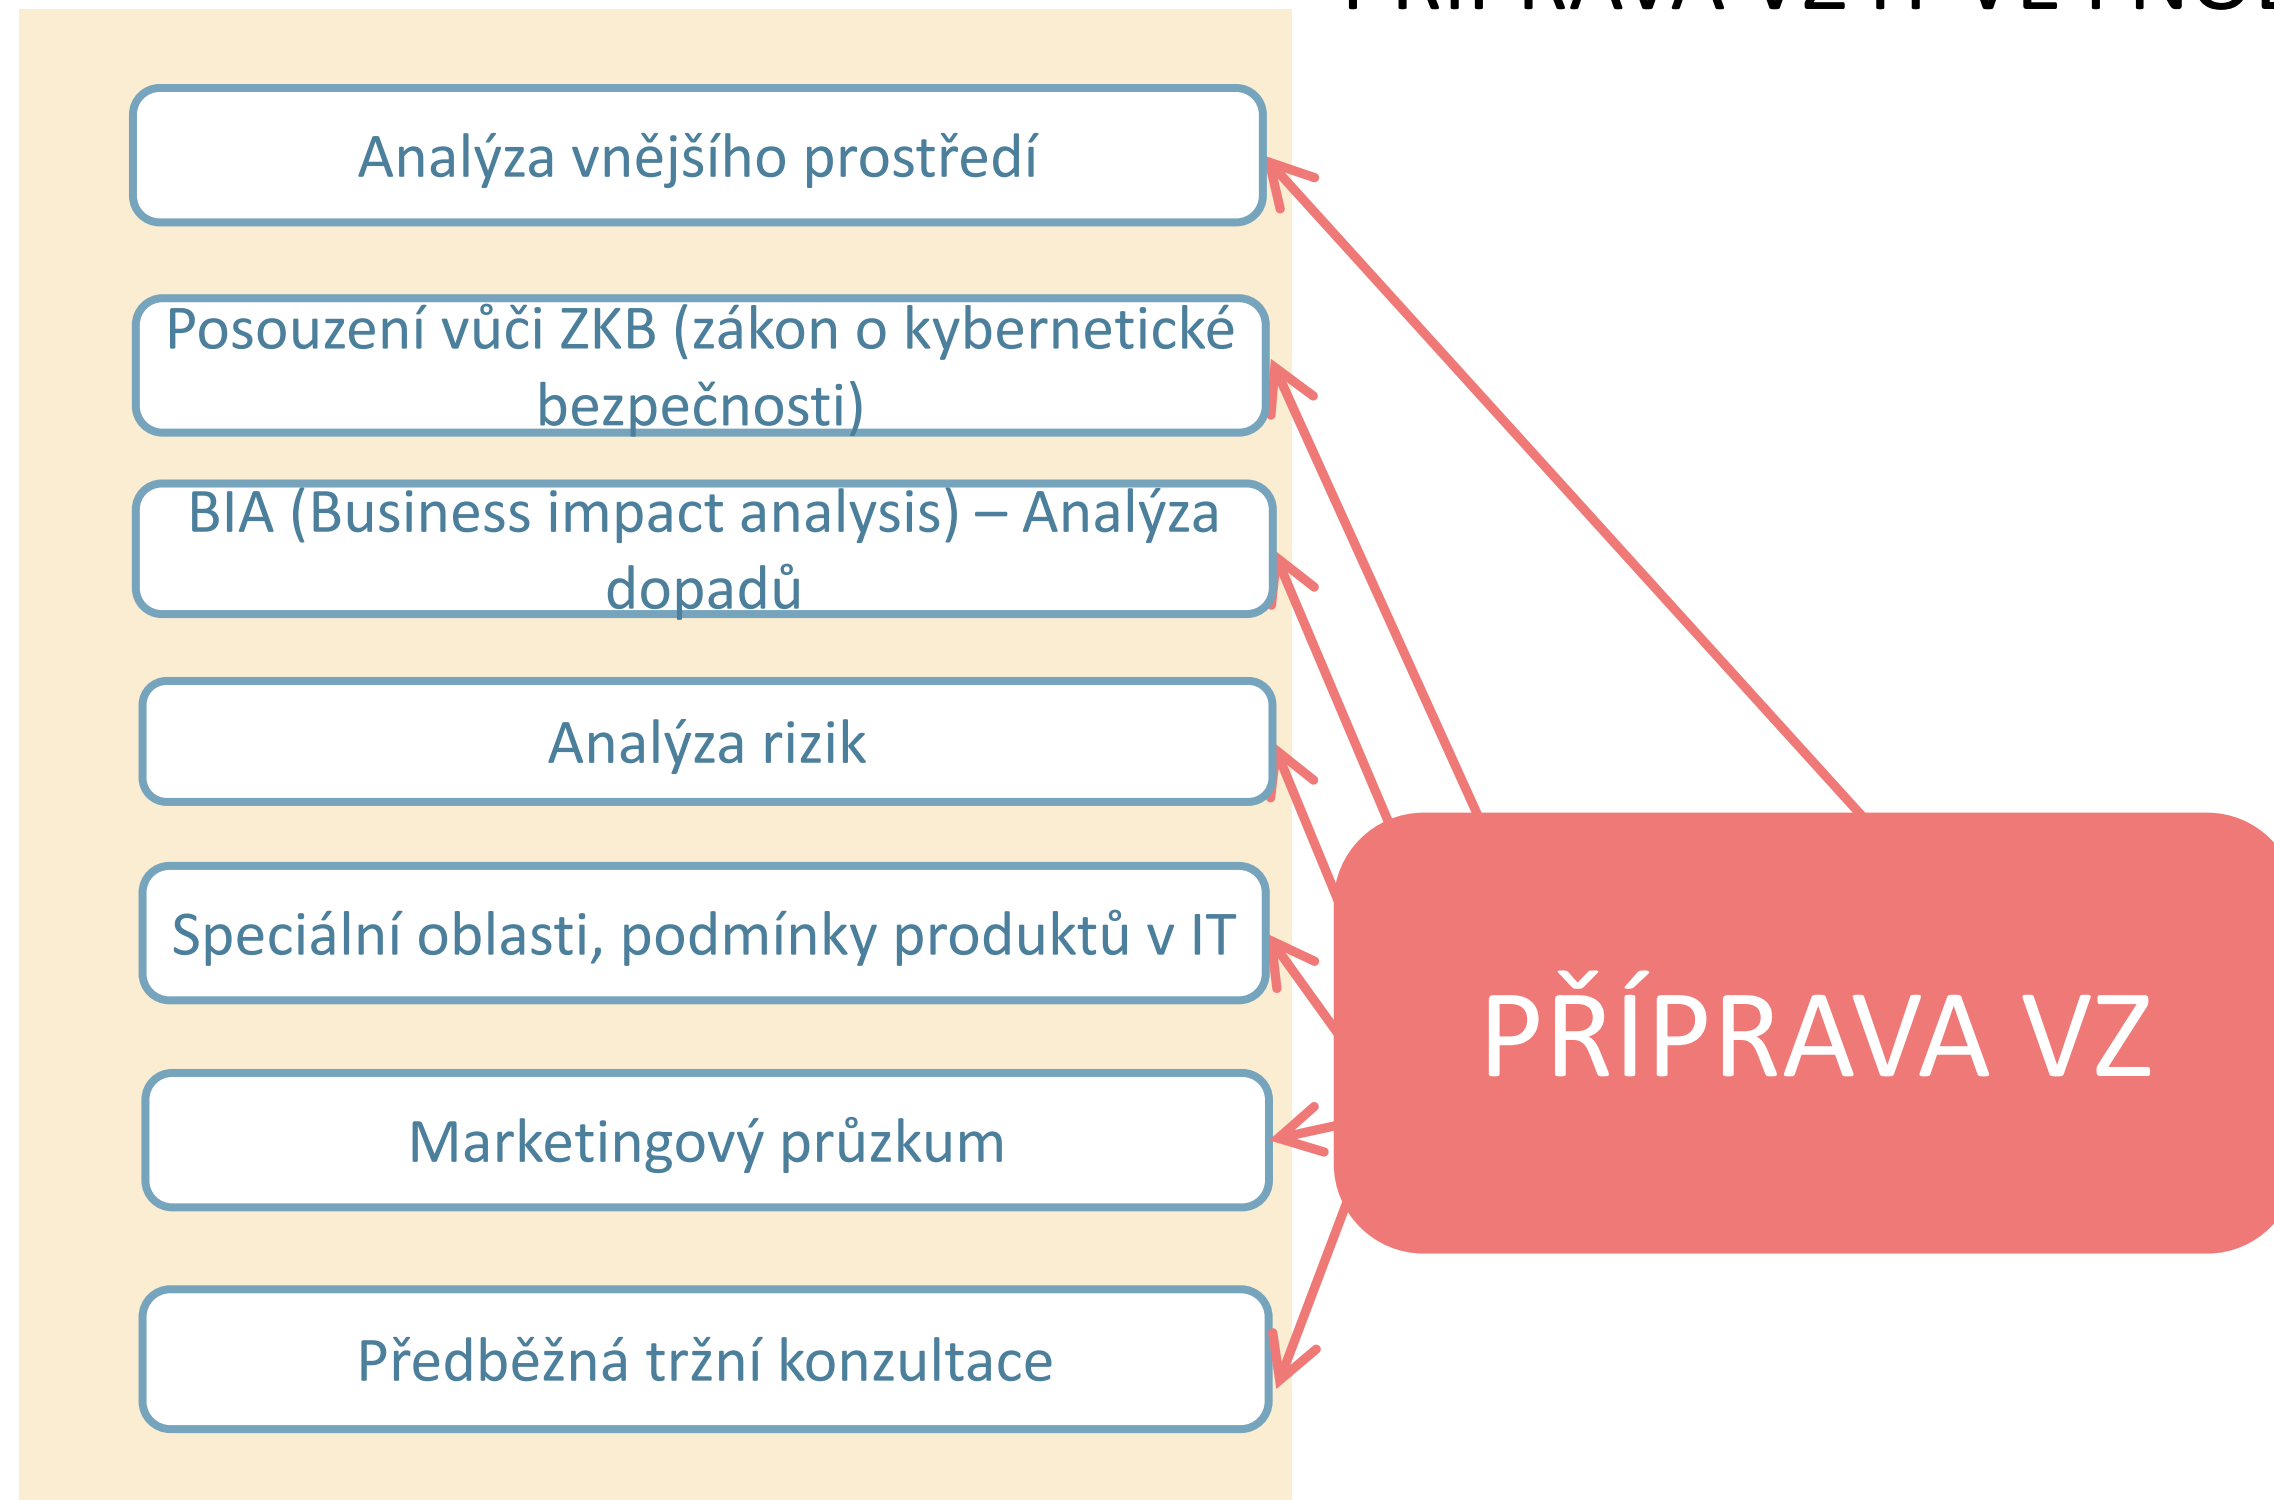 Analýza vnějšího prostředí
Posouzení vůči ZKB (zákon o kybernetické
bezpečnosti)
BIA (Business impact analysis) – Analýza
dopadů
Analýza rizik
Speciální oblasti, podmínky produktů v IT
Marketingový průzkum
Předběžná tržní konzultace
PŘÍPRAVA VZ